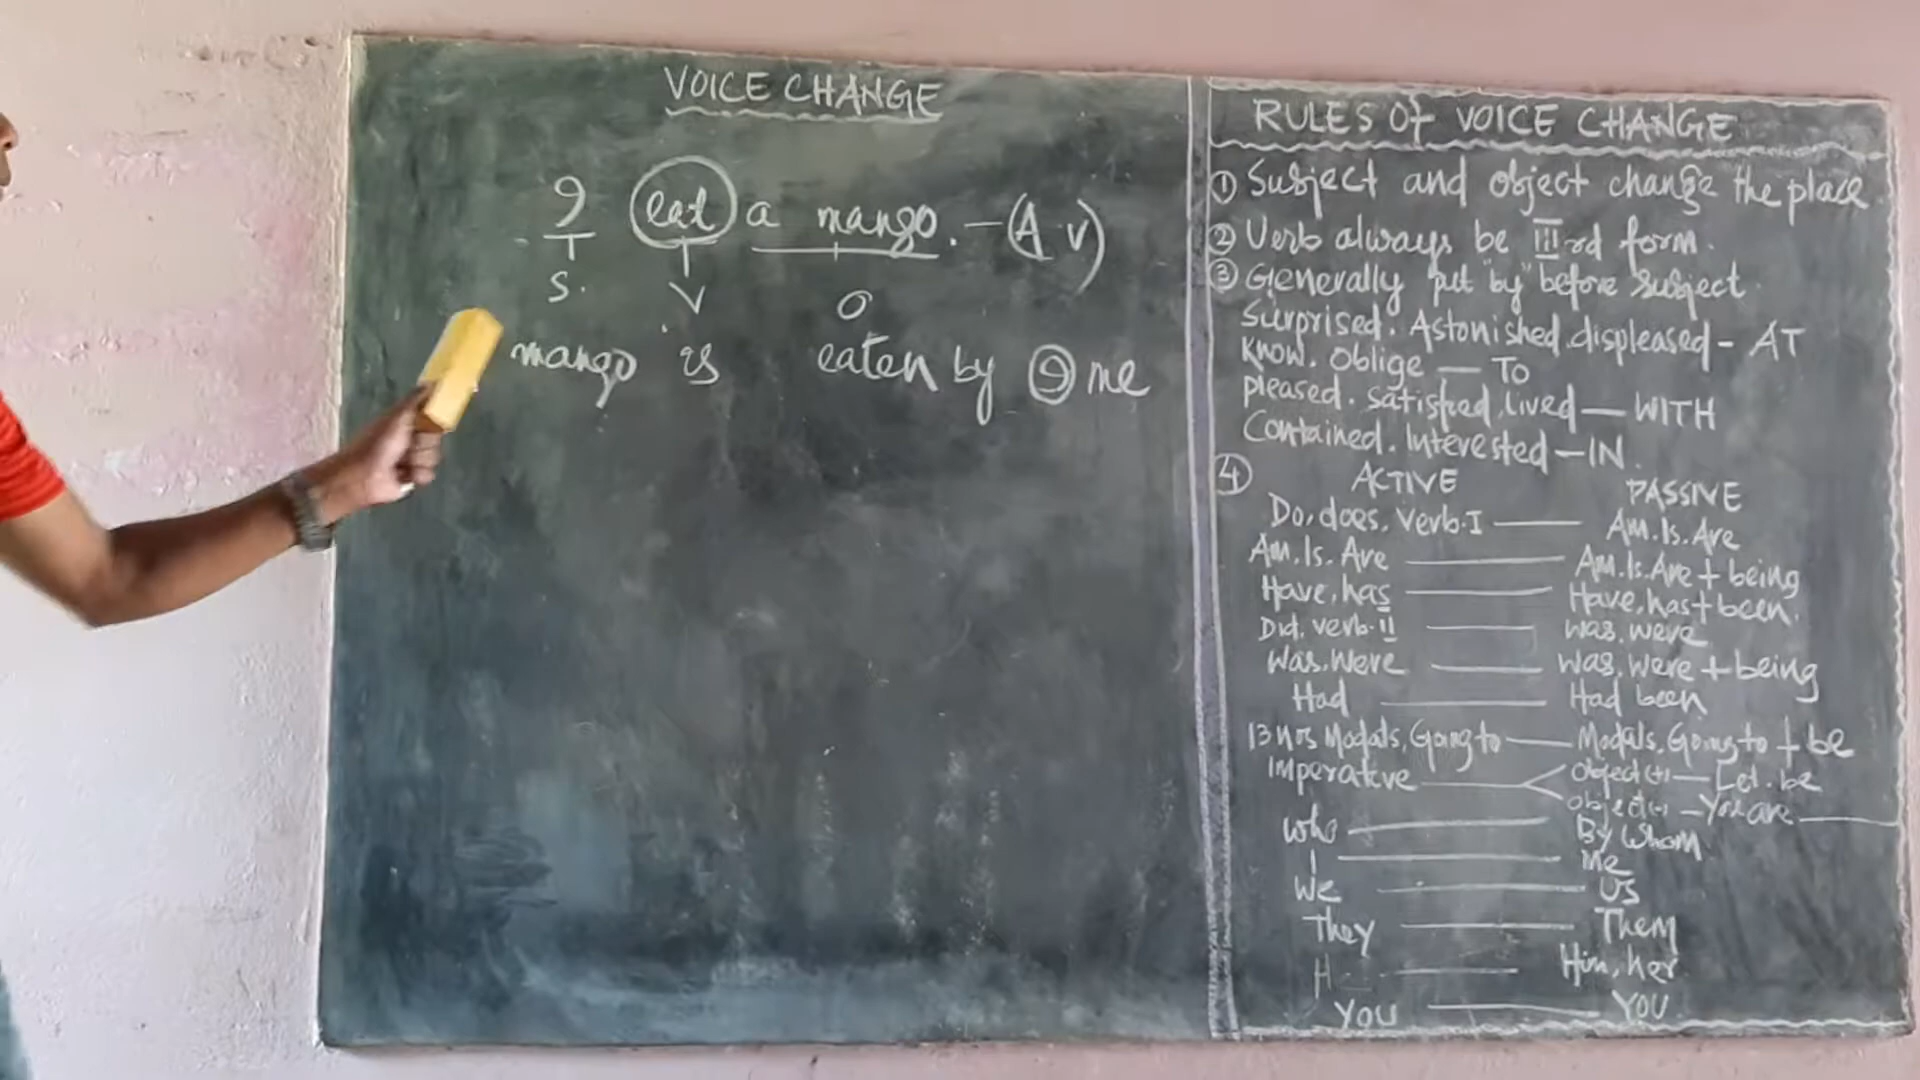 VOICE CHANGE
I eat a mango. - (A V)
S. V O
mango is eaten by I me
RULES Of VOICE CHANGE
① Subject and object change the place.
② Verb always be IIIrd form.
③ Generally put "by" before subject.
Surprised. Astonished. displeased - AT
Know. Oblige — TO
pleased. Satisfied, Lived — WITH
Contained. Interested - IN.
④ ACTIVE PASSIVE
Do, does, Verb.I — Am. Is. Are
Am. Is. Are — Am. Is. Are + being
Have, has — Have, has + been.
Did, verb.II — Was, were
Was. Were — Was, were + being
Had — Had been
13 nos Modals, Going to — Modals, Going to + be
Imperative — Object(+) — Let. be
Object(-) — You are —
Who — By Whom
I — Me
We — US
They — Them
H — Him, her
YOU — YOU